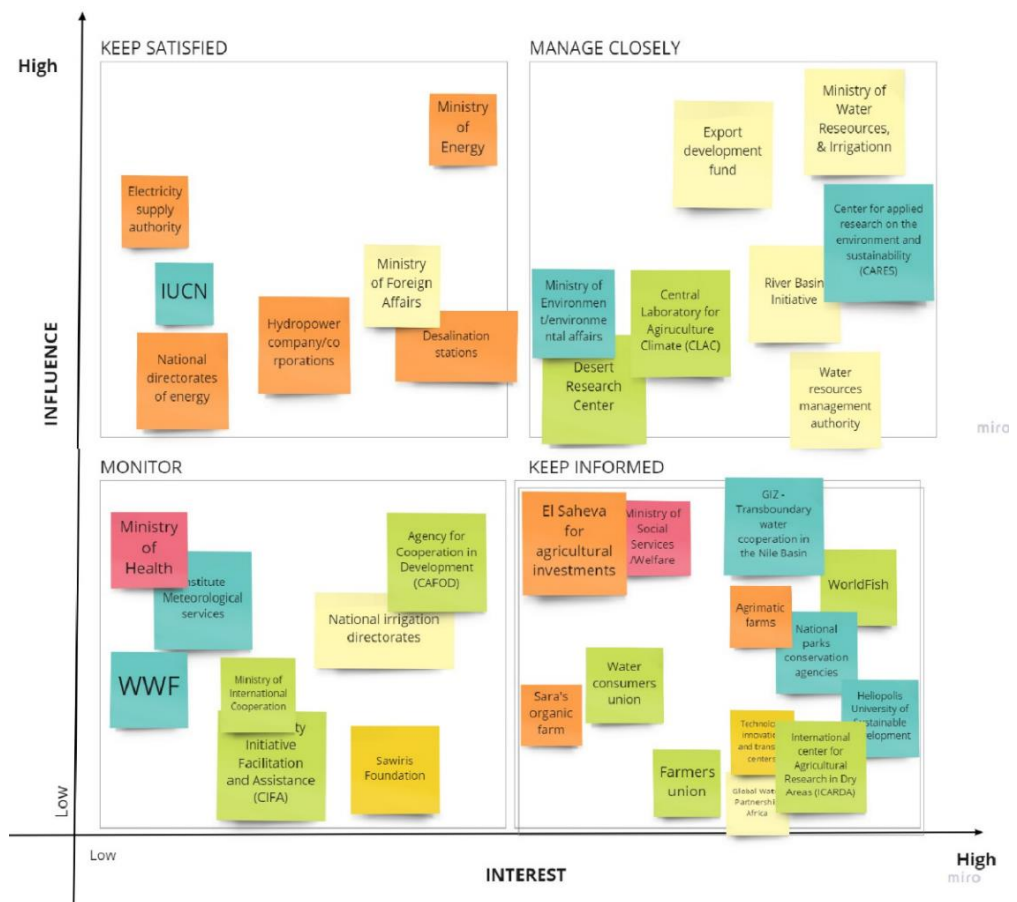 KEEP SATISFIED
MANAGE CLOSELY
High
Ministry
of
Energy
Electricity
supply
authority
IUCN
National
directorates
of energy
Hydropower
company/co
rporations
Ministry
of Foreign
Affairs
Desalination
stations
Export
development
fund
Ministry of
Water
Reseources,
& Irrigationn
Center for applied
research on the
environment and
sustainability
(CARES)
Ministry of
Environmen
t/environme
ntal affairs
Central
Laboratory for
Agiruculture
Climate (CLAC)
River Basin
Initiative
Desert
Research
Center
Water
resources
management
authority
INFLUENCE
miro
MONITOR
KEEP INFORMED
Ministry
of
Health
Institute
Meteorological
services
WWF
Agency for
Cooperation in
Development
(CAFOD)
National irrigation
directorates
Ministry of
International
Cooperation
Initiative
Facilitation
and Assistance
(CIFA)
Sawiris
Foundation
El Saheva
for
agricultural
investments
Ministry of
Social
Services
/Welfare
GIZ -
Transboundary
water
cooperation in
the Nile Basin
WorldFish
Agrimatic
farms
National
parks
conservation
agencies
Water
consumers
union
Sara's
organic
farm
Heliopolis
University of
Sustainable
Development
and
centers
International
center for
Agricultural
Research in Dry
Areas (ICARDA)
Farmers
union
Global
Africa
Low
Low
INTEREST
High
miro